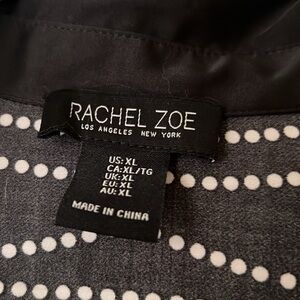 RACHEL ZOE
LOS ANGELES NEW YORK
US: XL
CA:XL/TG
UK: XL
EU: XL
AU: XL
MADE IN CHINA